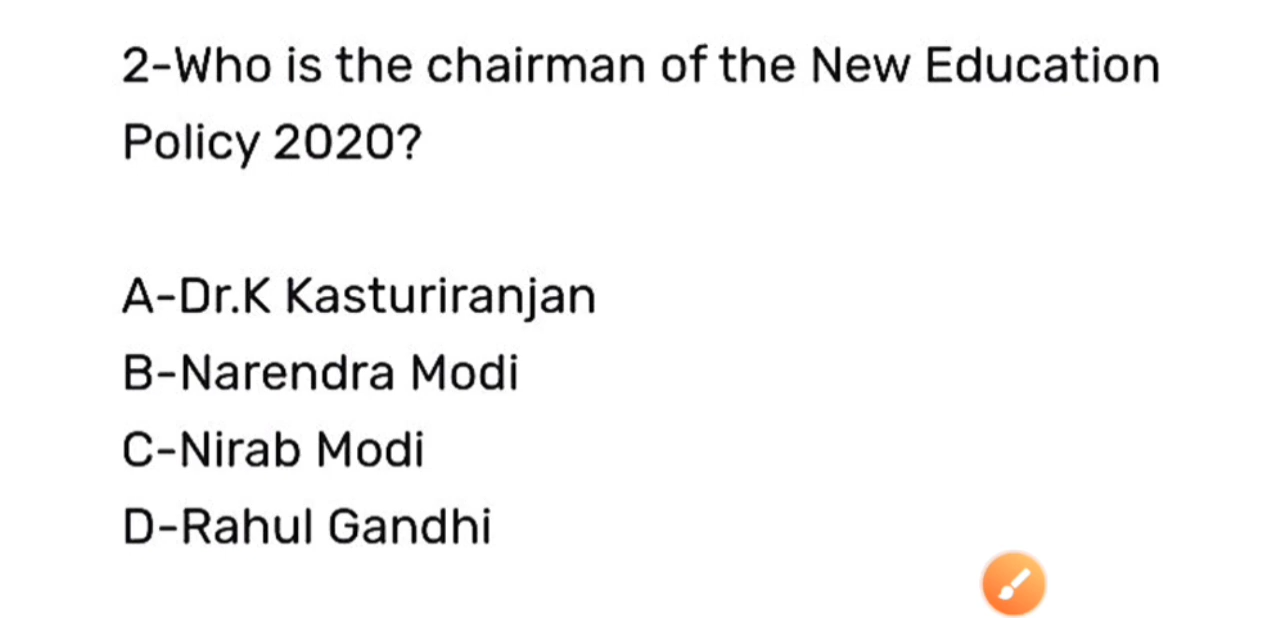 2-Who is the chairman of the New Education
Policy 2020?
A-Dr.K Kasturiranjan
B-Narendra Modi
C-Nirab Modi
D-Rahul Gandhi